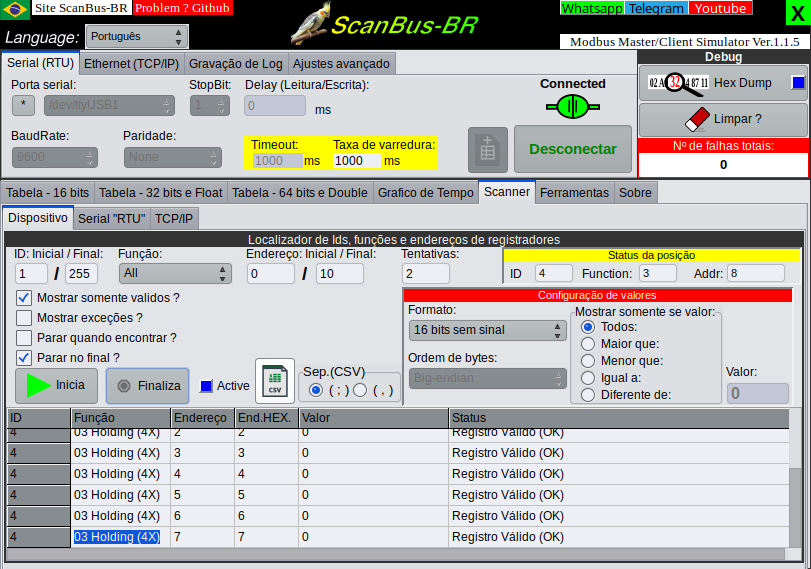 Site ScanBus-BR Problem ? Github
Whatsapp Telegram Youtube
X
Language: Português
ScanBus-BR
Modbus Master/Client Simulator Ver.1.1.5
Serial (RTU) Ethernet (TCP/IP) Gravação de Log Ajustes avançado
Debug
Porta serial: StopBit: Delay (Leitura/Escrita):
Connected
* /dev/ttyUSB1 1 0 ms
Hex Dump
BaudRate: Paridade:
Timeout: Taxa de varredura:
9600 None 1000 ms 1000 ms
Desconectar
Limpar ?
Nº de falhas totais:
0
Tabela - 16 bits Tabela - 32 bits e Float Tabela - 64 bits e Double Grafico de Tempo Scanner Ferramentas Sobre
Dispositivo Serial "RTU" TCP/IP
Localizador de Ids, funções e endereços de registradores
ID: Inicial / Final: Função: Endereço: Inicial / Final: Tentativas:
Status da posição
1 / 255 All 0 / 10 2
ID 4 Function: 3 Addr: 8
Mostrar somente validos ?
Mostrar exceções ?
Parar quando encontrar ?
Parar no final ?
Configuração de valores
Formato:
16 bits sem sinal
Ordem de bytes:
Big-endian
Mostrar somente se valor:
Todos:
Maior que:
Menor que:
Igual a:
Diferente de:
Valor:
0
Inicia Finaliza Active
CSV
Sep.(CSV)
( ; ) ( , )
ID Função Endereço End.HEX. Valor Status
4 03 Holding (4X) 2 2 0 Registro Válido (OK)
4 03 Holding (4X) 3 3 0 Registro Válido (OK)
4 03 Holding (4X) 4 4 0 Registro Válido (OK)
4 03 Holding (4X) 5 5 0 Registro Válido (OK)
4 03 Holding (4X) 6 6 0 Registro Válido (OK)
4 03 Holding (4X) 7 7 0 Registro Válido (OK)